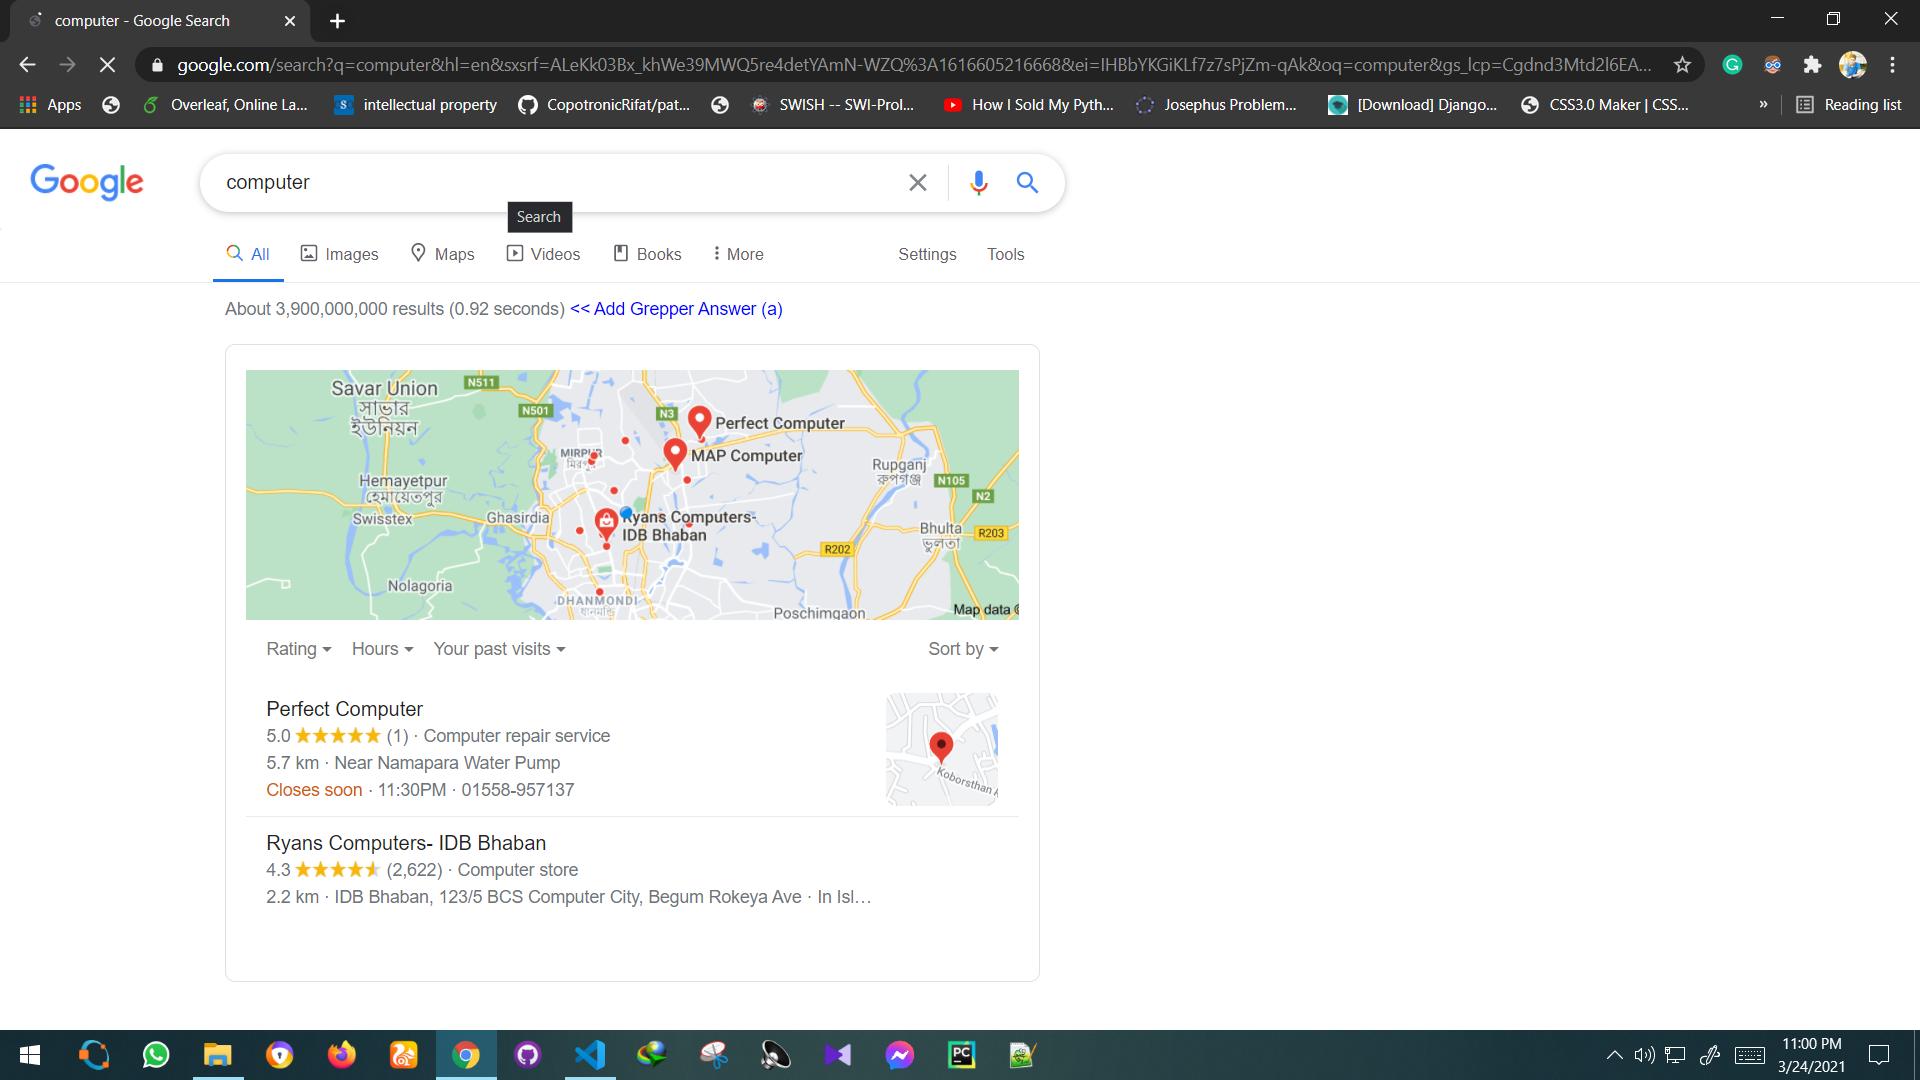 computer - Google Search
google.com/search?q=computer&hl=en&sxsrf=ALeKk03Bx_khWe39MWQ5re4detYAmN-WZQ%3A1616605216668&ei=IHBbYKGiKLf7z7sPjZm-qAk&oq=computer&gs_lcp=Cgdnd3Mtd2l6EA...
Apps Overleaf, Online La... intellectual property CopotronicRifat/pat... SWISH -- SWI-Prol... How I Sold My Pyth... Josephus Problem... [Download] Django... CSS3.0 Maker | CSS... » Reading list
Google computer
Search
All Images Maps Videos Books More Settings Tools
About 3,900,000,000 results (0.92 seconds) << Add Grepper Answer (a)
Savar Union N511
সাভার
ইউনিয়ন
N501 N3 Perfect Computer
MIRPUR
মিরপুর
MAP Computer
Rupganj
রূপগঞ্জ
Hemayetpur
হেমায়েতপুর
N105
N2
Swisstex Ghasirdia Ryans Computers-
IDB Bhaban
Bhulta
ভুলতা
R203
R202
Nolagoria
DHANMONDI
ধানমন্ডি
Poschimgaon
Map data ©
Rating Hours Your past visits Sort by
Perfect Computer
5.0 (1) · Computer repair service
5.7 km · Near Namapara Water Pump
Closes soon · 11:30PM · 01558-957137
Koborsthan
Ryans Computers- IDB Bhaban
4.3 (2,622) · Computer store
2.2 km · IDB Bhaban, 123/5 BCS Computer City, Begum Rokeya Ave · In Isl…
PC
11:00 PM
3/24/2021